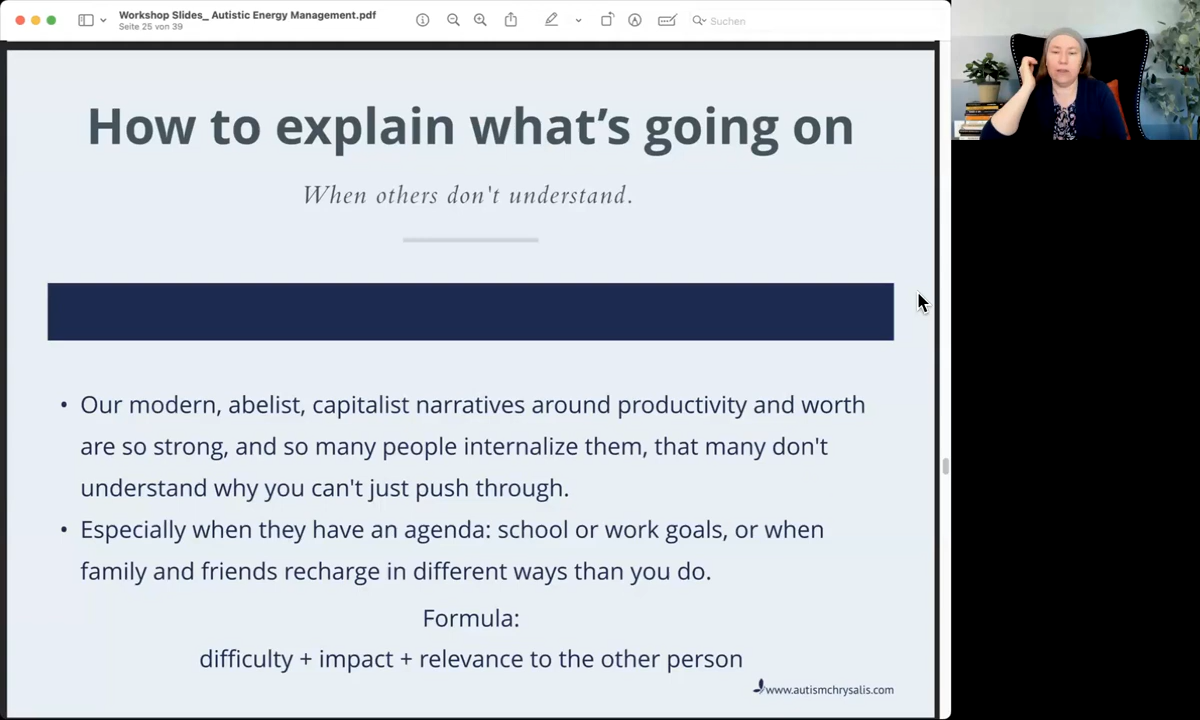 Workshop Slides_ Autistic Energy Management.pdf
Seite 25 von 39
Suchen
How to explain what’s going on
When others don't understand.
• Our modern, abelist, capitalist narratives around productivity and worth
are so strong, and so many people internalize them, that many don't
understand why you can't just push through.
• Especially when they have an agenda: school or work goals, or when
family and friends recharge in different ways than you do.
Formula:
difficulty + impact + relevance to the other person
www.autismchrysalis.com